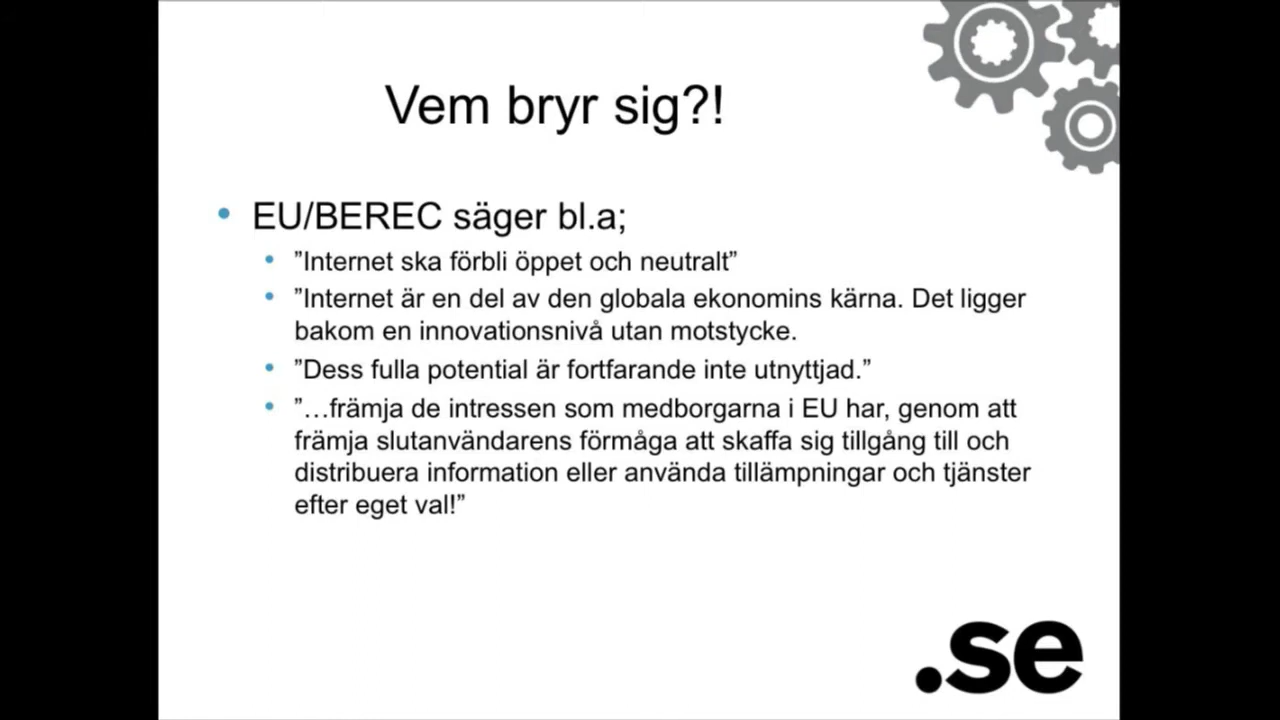 Vem bryr sig?!
• EU/BEREC säger bl.a;
• ”Internet ska förbli öppet och neutralt”
• ”Internet är en del av den globala ekonomins kärna. Det ligger
bakom en innovationsnivå utan motstycke.
• ”Dess fulla potential är fortfarande inte utnyttjad.”
• ”…främja de intressen som medborgarna i EU har, genom att
främja slutanvändarens förmåga att skaffa sig tillgång till och
distribuera information eller använda tillämpningar och tjänster
efter eget val!”
.se